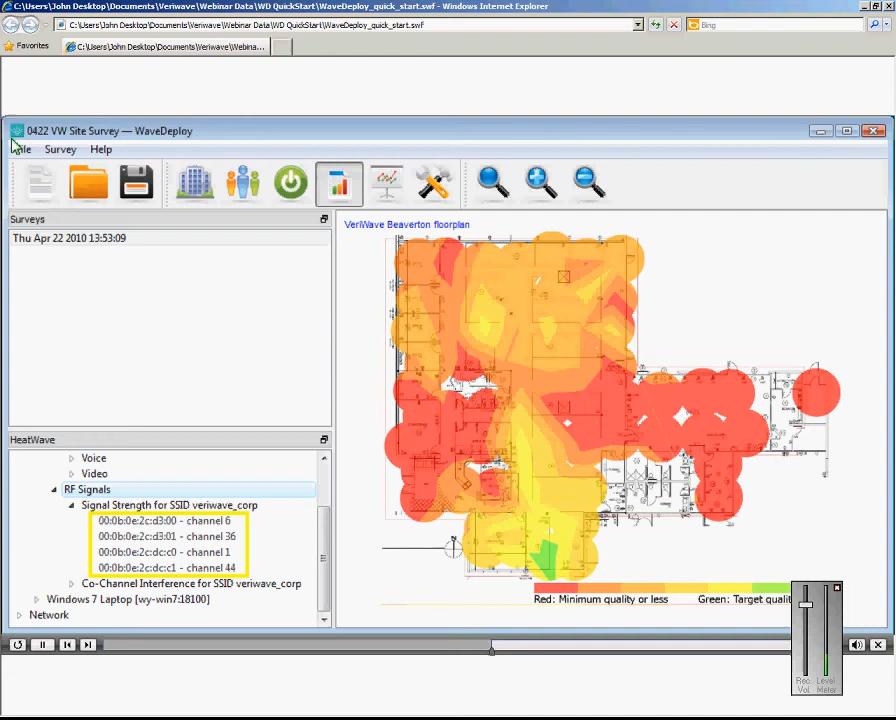 C:\Users\John Desktop\Documents\Veriwave\Webinar Data\WD QuickStart\WaveDeploy_quick_start.swf - Windows Internet Explorer
C:\Users\John Desktop\Documents\Veriwave\Webinar Data\WD QuickStart\WaveDeploy_quick_start.swf
Bing
Favorites
C:\Users\John Desktop\Documents\Veriwave\Webina...
0422 VW Site Survey — WaveDeploy
File Survey Help
Surveys
Thu Apr 22 2010 13:53:09
VeriWave Beaverton floorplan
HeatWave
Voice
Video
RF Signals
Signal Strength for SSID veriwave_corp
00:0b:0e:2c:d3:00 - channel 6
00:0b:0e:2c:d3:01 - channel 36
00:0b:0e:2c:dc:c0 - channel 1
00:0b:0e:2c:dc:c1 - channel 44
Co-Channel Interference for SSID veriwave_corp
Windows 7 Laptop [wy-win7:18100]
Network
Red: Minimum quality or less Green: Target qualit
Rec Vol
Level Meter